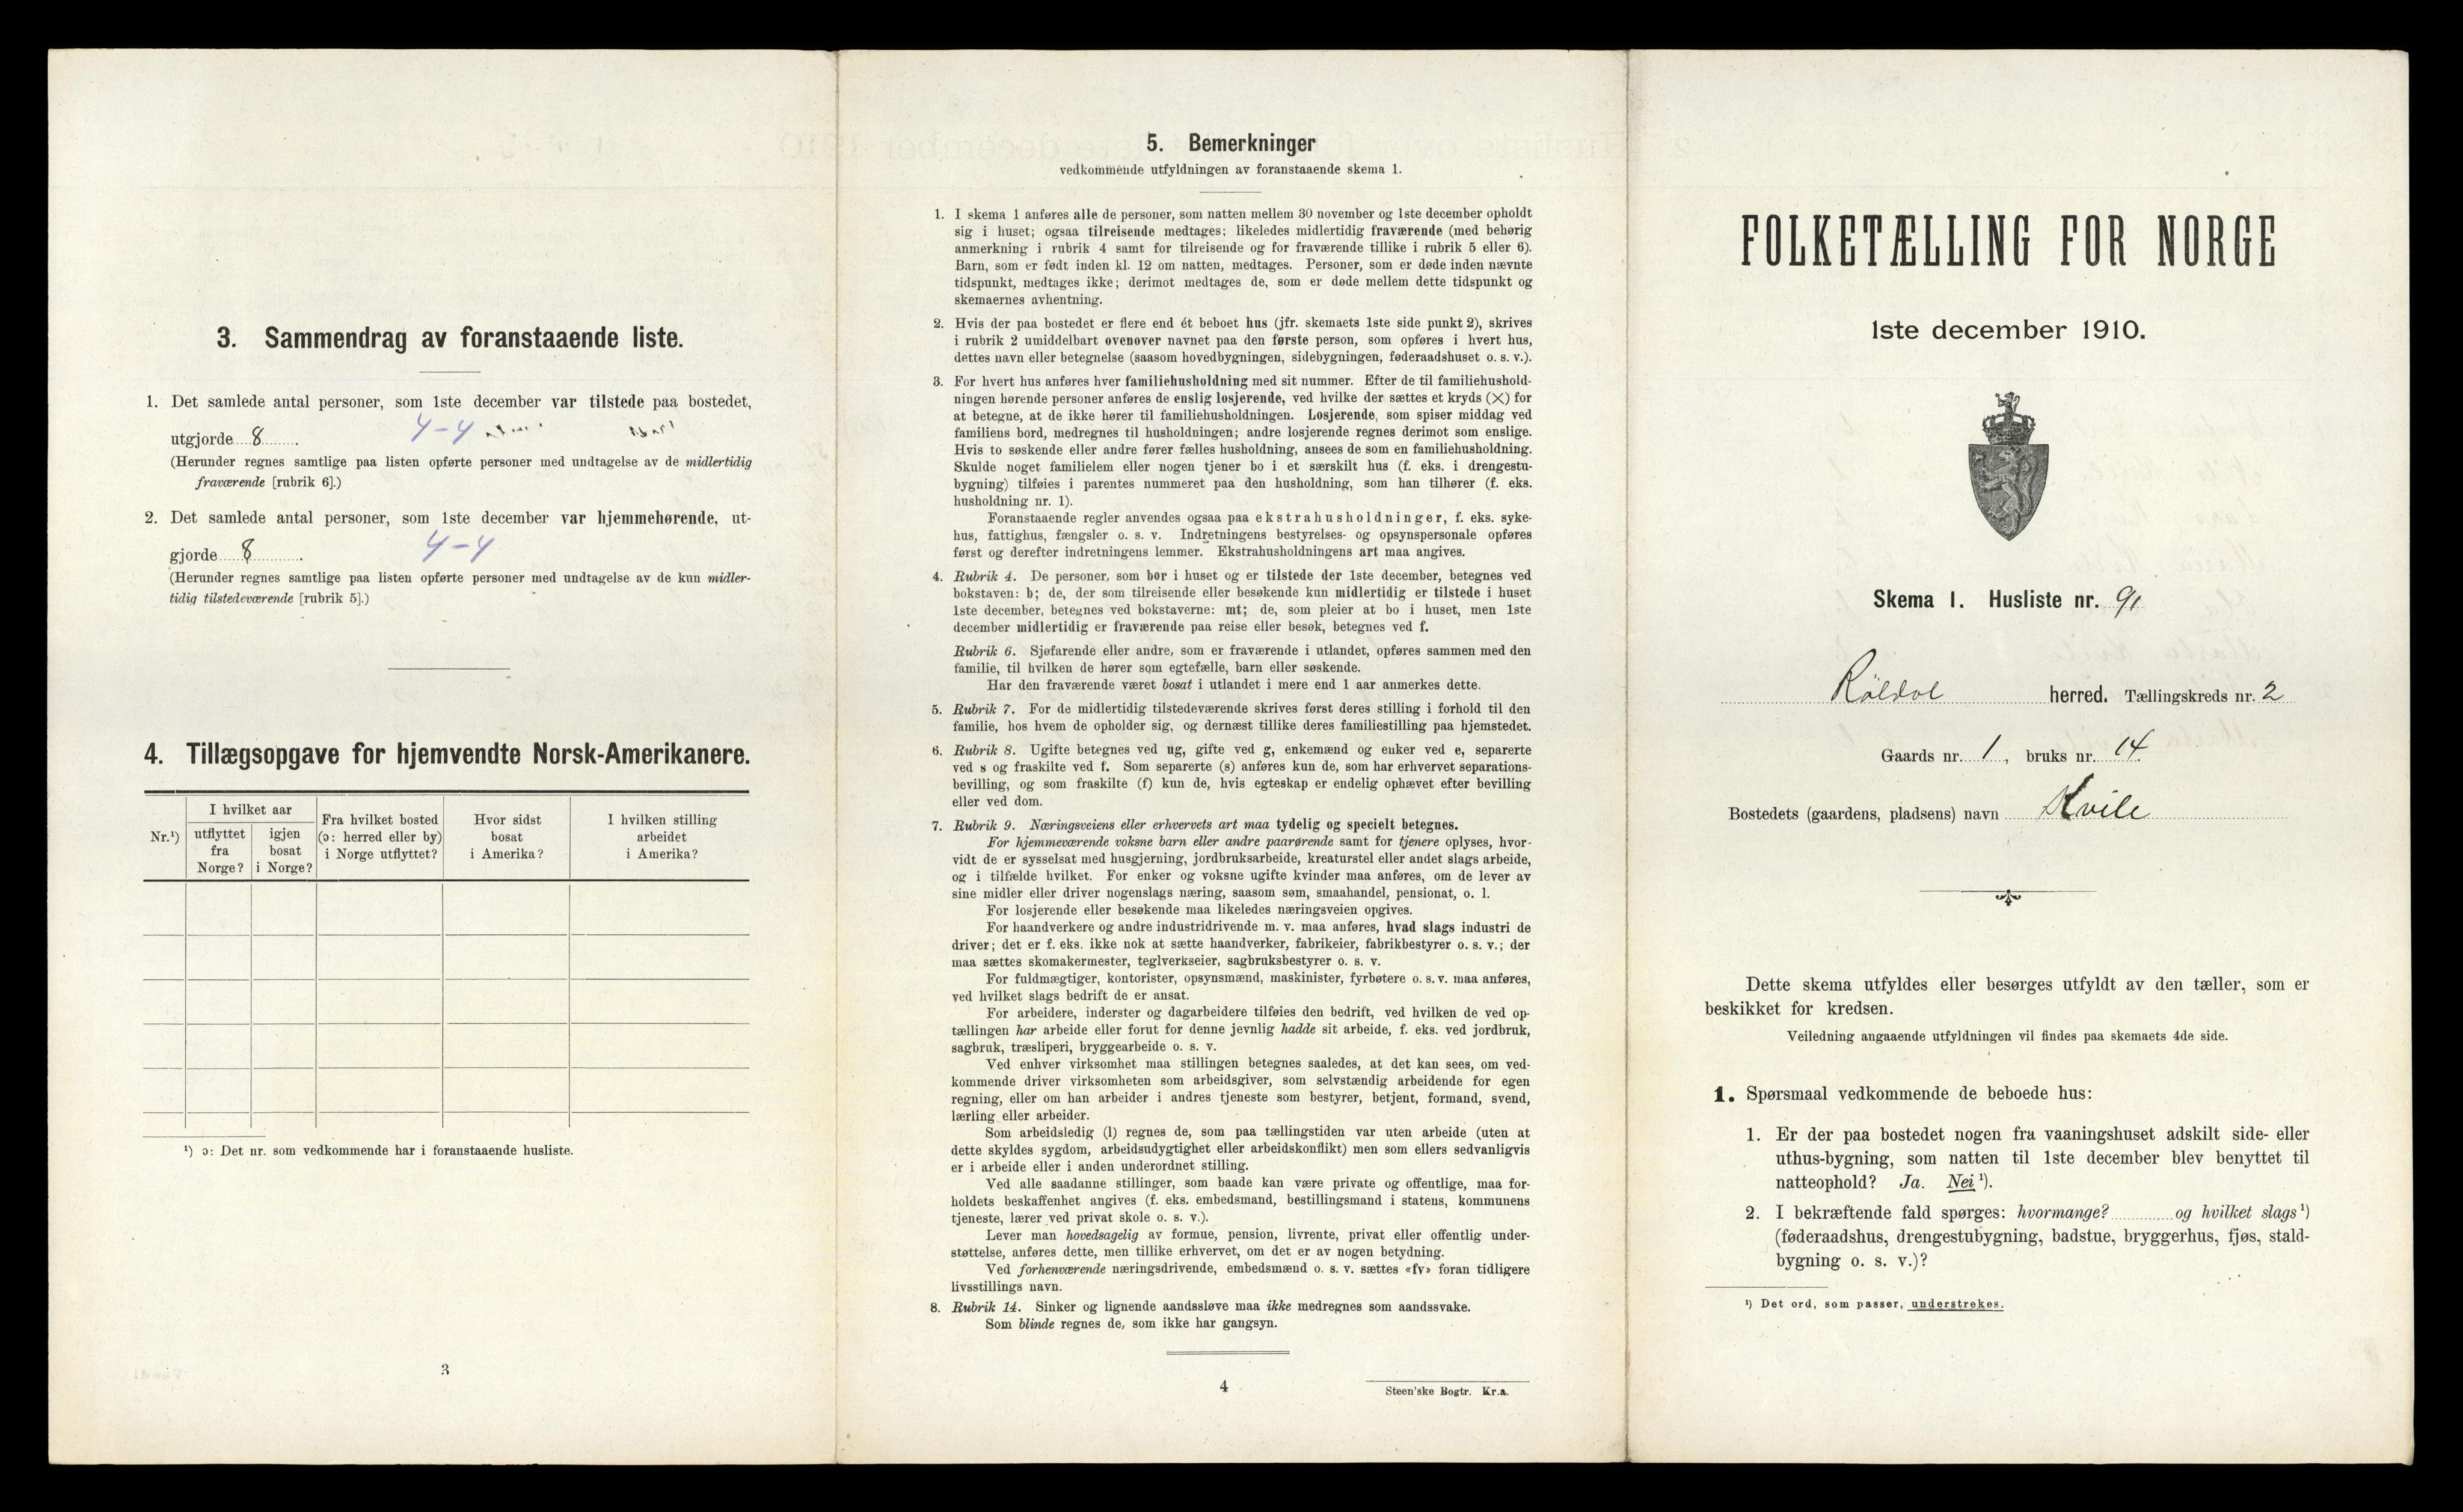 3. Sammendrag av foranstaaende liste.
1. Det samlede antal personer, som 1ste december var tilstede paa bostedet,
utgjorde 8. 4-4
(Herunder regnes samtlige paa listen opførte personer med undtagelse av de midlertidig
fraværende [rubrik 6].)
2. Det samlede antal personer, som 1ste december var hjemmehørende, ut-
gjorde 8. 4-4
(Herunder regnes samtlige paa listen opførte personer med undtagelse av de kun midler-
tidig tilstedeværende [rubrik 5].)
4. Tillægsopgave for hjemvendte Norsk-Amerikanere.
Nr.¹)
I hvilket aar
utflyttet
fra
Norge?
igjen
bosat
i Norge?
Fra hvilket bosted
(ɔ: herred eller by)
i Norge utflyttet?
Hvor sidst
bosat
i Amerika?
I hvilken stilling
arbeidet
i Amerika?
¹) ɔ: Det nr. som vedkommende har i foranstaaende husliste.
3
5. Bemerkninger
vedkommende utfyldningen av foranstaaende skema 1.
1. I skema 1 anføres alle de personer, som natten mellem 30 november og 1ste december opholdt
sig i huset; ogsaa tilreisende medtages; likeledes midlertidig fraværende (med behørig
anmerkning i rubrik 4 samt for tilreisende og for fraværende tillike i rubrik 5 eller 6).
Barn, som er født inden kl. 12 om natten, medtages. Personer, som er døde inden nævnte
tidspunkt, medtages ikke; derimot medtages de, som er døde mellem dette tidspunkt og
skemaernes avhentning.
2. Hvis der paa bostedet er flere end ét beboet hus (jfr. skemaets 1ste side punkt 2), skrives
i rubrik 2 umiddelbart ovenover navnet paa den første person, som opføres i hvert hus,
dettes navn eller betegnelse (saasom hovedbygningen, sidebygningen, føderaadshuset o. s. v.).
3. For hvert hus anføres hver familiehusholdning med sit nummer. Efter de til familiehushold-
ningen hørende personer anføres de enslig losjerende, ved hvilke der sættes et kryds (×) for
at betegne, at de ikke hører til familiehusholdningen. Losjerende, som spiser middag ved
familiens bord, medregnes til husholdningen; andre losjerende regnes derimot som enslige.
Hvis to søskende eller andre fører fælles husholdning, ansees de som en familiehusholdning.
Skulde noget familielem eller nogen tjener bo i et særskilt hus (f. eks. i drengestu-
bygning) tilføies i parentes nummeret paa den husholdning, som han tilhører (f. eks.
husholdning nr. 1).
Foranstaaende regler anvendes ogsaa paa ekstrahusholdninger, f. eks. syke-
hus, fattighus, fængsler o. s. v. Indretningens bestyrelses- og opsynspersonale opføres
først og derefter indretningens lemmer. Ekstrahusholdningens art maa angives.
4. Rubrik 4. De personer, som bor i huset og er tilstede der 1ste december, betegnes ved
bokstaven: b; de, der som tilreisende eller besøkende kun midlertidig er tilstede i huset
1ste december, betegnes ved bokstaverne: mt; de, som pleier at bo i huset, men 1ste
december midlertidig er fraværende paa reise eller besøk, betegnes ved f.
Rubrik 6. Sjøfarende eller andre, som er fraværende i utlandet, opføres sammen med den
familie, til hvilken de hører som egtefælle, barn eller søskende.
Har den fraværende været bosat i utlandet i mere end 1 aar anmerkes dette.
5. Rubrik 7. For de midlertidig tilstedeværende skrives først deres stilling i forhold til den
familie, hos hvem de opholder sig, og dernæst tillike deres familiestilling paa hjemstedet.
6. Rubrik 8. Ugifte betegnes ved ug, gifte ved g, enkemænd og enker ved e, separerte
ved s og fraskilte ved f. Som separerte (s) anføres kun de, som har erhvervet separations-
bevilling, og som fraskilte (f) kun de, hvis egteskap er endelig ophævet efter bevilling
eller ved dom.
7. Rubrik 9. Næringsveiens eller erhvervets art maa tydelig og specielt betegnes.
For hjemmeværende voksne barn eller andre paarørende samt for tjenere oplyses, hvor-
vidt de er sysselsat med husgjerning, jordbruksarbeide, kreaturstel eller andet slags arbeide,
og i tilfælde hvilket. For enker og voksne ugifte kvinder maa anføres, om de lever av
sine midler eller driver nogenslags næring, saasom søm, smaahandel, pensionat, o. l.
For losjerende eller besøkende maa likeledes næringsveien opgives.
For haandverkere og andre industridrivende m. v. maa anføres, hvad slags industri de
driver; det er f. eks. ikke nok at sætte haandverker, fabrikeier, fabrikbestyrer o. s. v.; der
maa sættes skomakermester, teglverkseier, sagbruksbestyrer o. s. v.
For fuldmægtiger, kontorister, opsynsmænd, maskinister, fyrbøtere o. s. v. maa anføres,
ved hvilket slags bedrift de er ansat.
For arbeidere, inderster og dagarbeidere tilføies den bedrift, ved hvilken de ved op-
tællingen har arbeide eller forut for denne jevnlig hadde sit arbeide, f. eks. ved jordbruk,
sagbruk, træsliperi, bryggearbeide o. s. v.
Ved enhver virksomhet maa stillingen betegnes saaledes, at det kan sees, om ved-
kommende driver virksomheten som arbeidsgiver, som selvstændig arbeidende for egen
regning, eller om han arbeider i andres tjeneste som bestyrer, betjent, formand, svend,
lærling eller arbeider.
Som arbeidsledig (l) regnes de, som paa tællingstiden var uten arbeide (uten at
dette skyldes sygdom, arbeidsudygtighet eller arbeidskonflikt) men som ellers sedvanligvis
er i arbeide eller i anden underordnet stilling.
Ved alle saadanne stillinger, som baade kan være private og offentlige, maa for-
holdets beskaffenhet angives (f. eks. embedsmand, bestillingsmand i statens, kommunens
tjeneste, lærer ved privat skole o. s. v.).
Lever man hovedsagelig av formue, pension, livrente, privat eller offentlig under-
støttelse, anføres dette, men tillike erhvervet, om det er av nogen betydning.
Ved forhenværende næringsdrivende, embedsmænd o. s. v. sættes «fv» foran tidligere
livsstillings navn.
8. Rubrik 14. Sinker og lignende aandssløve maa ikke medregnes som aandssvake.
Som blinde regnes de, som ikke har gangsyn.
4
Steen'ske Bogtr. Kr.a.
FOLKETÆLLING FOR NORGE
1ste december 1910.
Skema 1. Husliste nr. 91
Röldal herred. Tællingskreds nr. 2
Gaards nr. 1, bruks nr. 14.
Bostedets (gaardens, pladsens) navn Hvile
Dette skema utfyldes eller besørges utfyldt av den tæller, som er
beskikket for kredsen.
Veiledning angaaende utfyldningen vil findes paa skemaets 4de side.
1. Spørsmaal vedkommende de beboede hus:
1. Er der paa bostedet nogen fra vaaningshuset adskilt side- eller
uthus-bygning, som natten til 1ste december blev benyttet til
natteophold? Ja. Nei ¹).
2. I bekræftende fald spørges: hvormange? og hvilket slags ¹)
(føderaadshus, drengestubygning, badstue, bryggerhus, fjøs, stald-
bygning o. s. v.)?
¹) Det ord, som passer, understrekes.